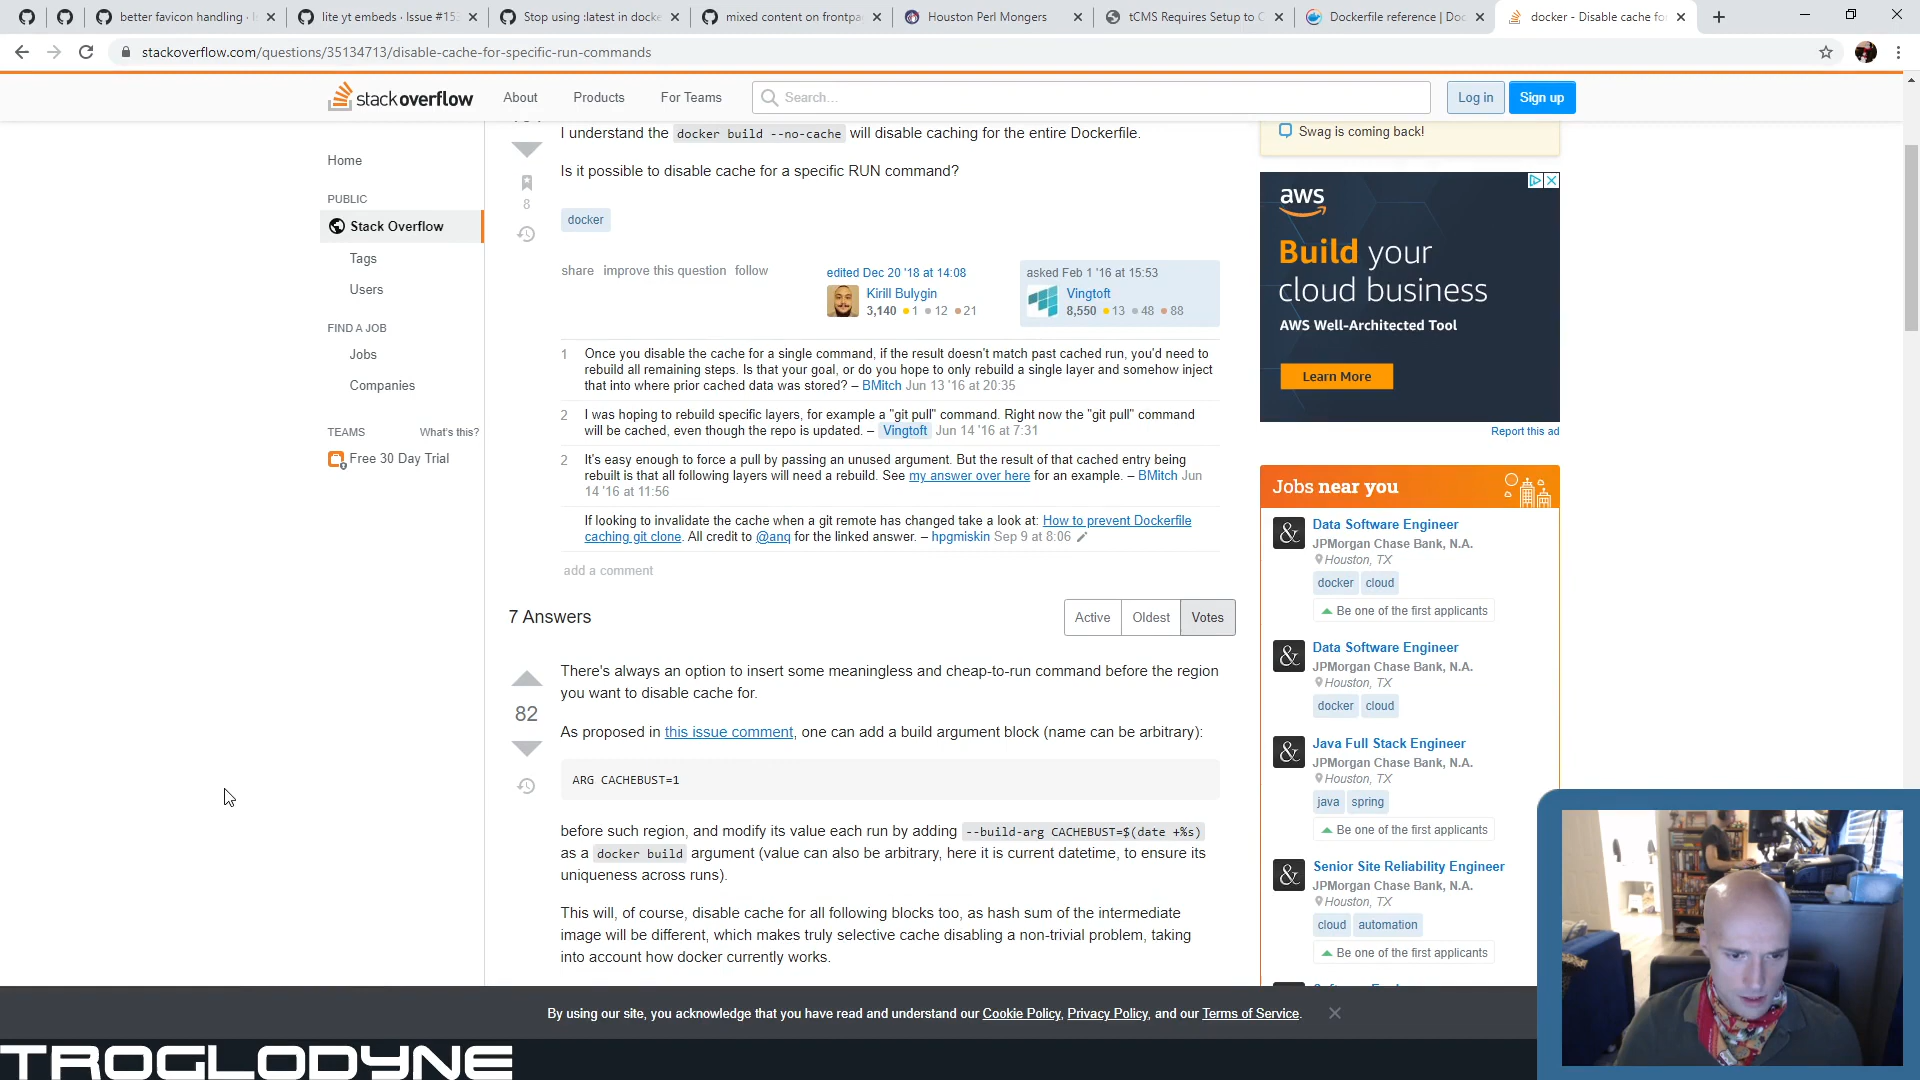 better favicon handling · I
lite yt embeds · Issue #153
Stop using :latest in docke
mixed content on frontpa
Houston Perl Mongers
tCMS Requires Setup to C
Dockerfile reference | Doc
docker - Disable cache fo
stackoverflow.com/questions/35134713/disable-cache-for-specific-run-commands
stackoverflow
About
Products
For Teams
Search...
Log in
Sign up
Home
PUBLIC
Stack Overflow
Tags
Users
FIND A JOB
Jobs
Companies
TEAMS
What's this?
Free 30 Day Trial
I understand the docker build --no-cache will disable caching for the entire Dockerfile.
Is it possible to disable cache for a specific RUN command?
8
docker
share improve this question follow
edited Dec 20 '18 at 14:08
Kirill Bulygin
3,140 1 12 21
asked Feb 1 '16 at 15:53
Vingtoft
8,550 13 48 88
1 Once you disable the cache for a single command, if the result doesn't match past cached run, you'd need to
rebuild all remaining steps. Is that your goal, or do you hope to only rebuild a single layer and somehow inject
that into where prior cached data was stored? – BMitch Jun 13 '16 at 20:35
2 I was hoping to rebuild specific layers, for example a "git pull" command. Right now the "git pull" command
will be cached, even though the repo is updated. – Vingtoft Jun 14 '16 at 7:31
2 It's easy enough to force a pull by passing an unused argument. But the result of that cached entry being
rebuilt is that all following layers will need a rebuild. See my answer over here for an example. – BMitch Jun
14 '16 at 11:56
If looking to invalidate the cache when a git remote has changed take a look at: How to prevent Dockerfile
caching git clone. All credit to @anq for the linked answer. – hpgmiskin Sep 9 at 8:06
add a comment
7 Answers
Active
Oldest
Votes
82
There's always an option to insert some meaningless and cheap-to-run command before the region
you want to disable cache for.
As proposed in this issue comment, one can add a build argument block (name can be arbitrary):
ARG CACHEBUST=1
before such region, and modify its value each run by adding --build-arg CACHEBUST=$(date +%s)
as a docker build argument (value can also be arbitrary, here it is current datetime, to ensure its
uniqueness across runs).
This will, of course, disable cache for all following blocks too, as hash sum of the intermediate
image will be different, which makes truly selective cache disabling a non-trivial problem, taking
into account how docker currently works.
Swag is coming back!
aws
Build your
cloud business
AWS Well-Architected Tool
Learn More
Report this ad
Jobs near you
Data Software Engineer
JPMorgan Chase Bank, N.A.
Houston, TX
docker cloud
Be one of the first applicants
Data Software Engineer
JPMorgan Chase Bank, N.A.
Houston, TX
docker cloud
Java Full Stack Engineer
JPMorgan Chase Bank, N.A.
Houston, TX
java spring
Be one of the first applicants
Senior Site Reliability Engineer
JPMorgan Chase Bank, N.A.
Houston, TX
cloud automation
Be one of the first applicants
By using our site, you acknowledge that you have read and understand our Cookie Policy, Privacy Policy, and our Terms of Service.
TROGLODYNE